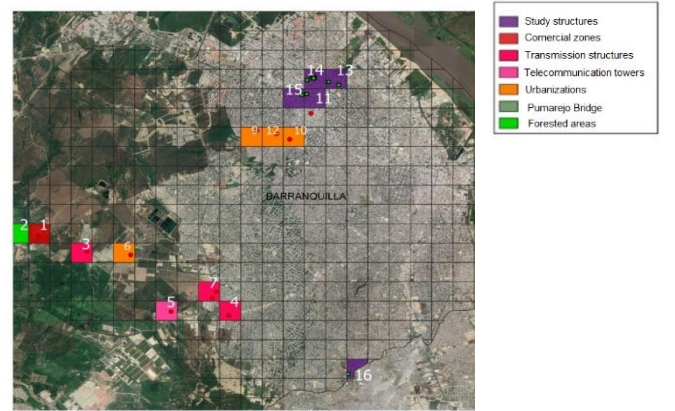 14 13
15 11
9 12 10
BARRANQUILLA
2 1
3 6
7
5 4
16
Study structures
Comercial zones
Transmission structures
Telecommunication towers
Urbanizations
Pumarejo Bridge
Forested areas